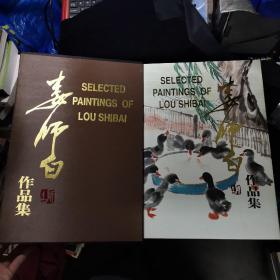 SELECTED
PAINTINGS OF
LOU SHIBAI
娄师白
作品集
SELECTED
PAINTINGS OF
LOU SHIBAI
娄师白
作品集